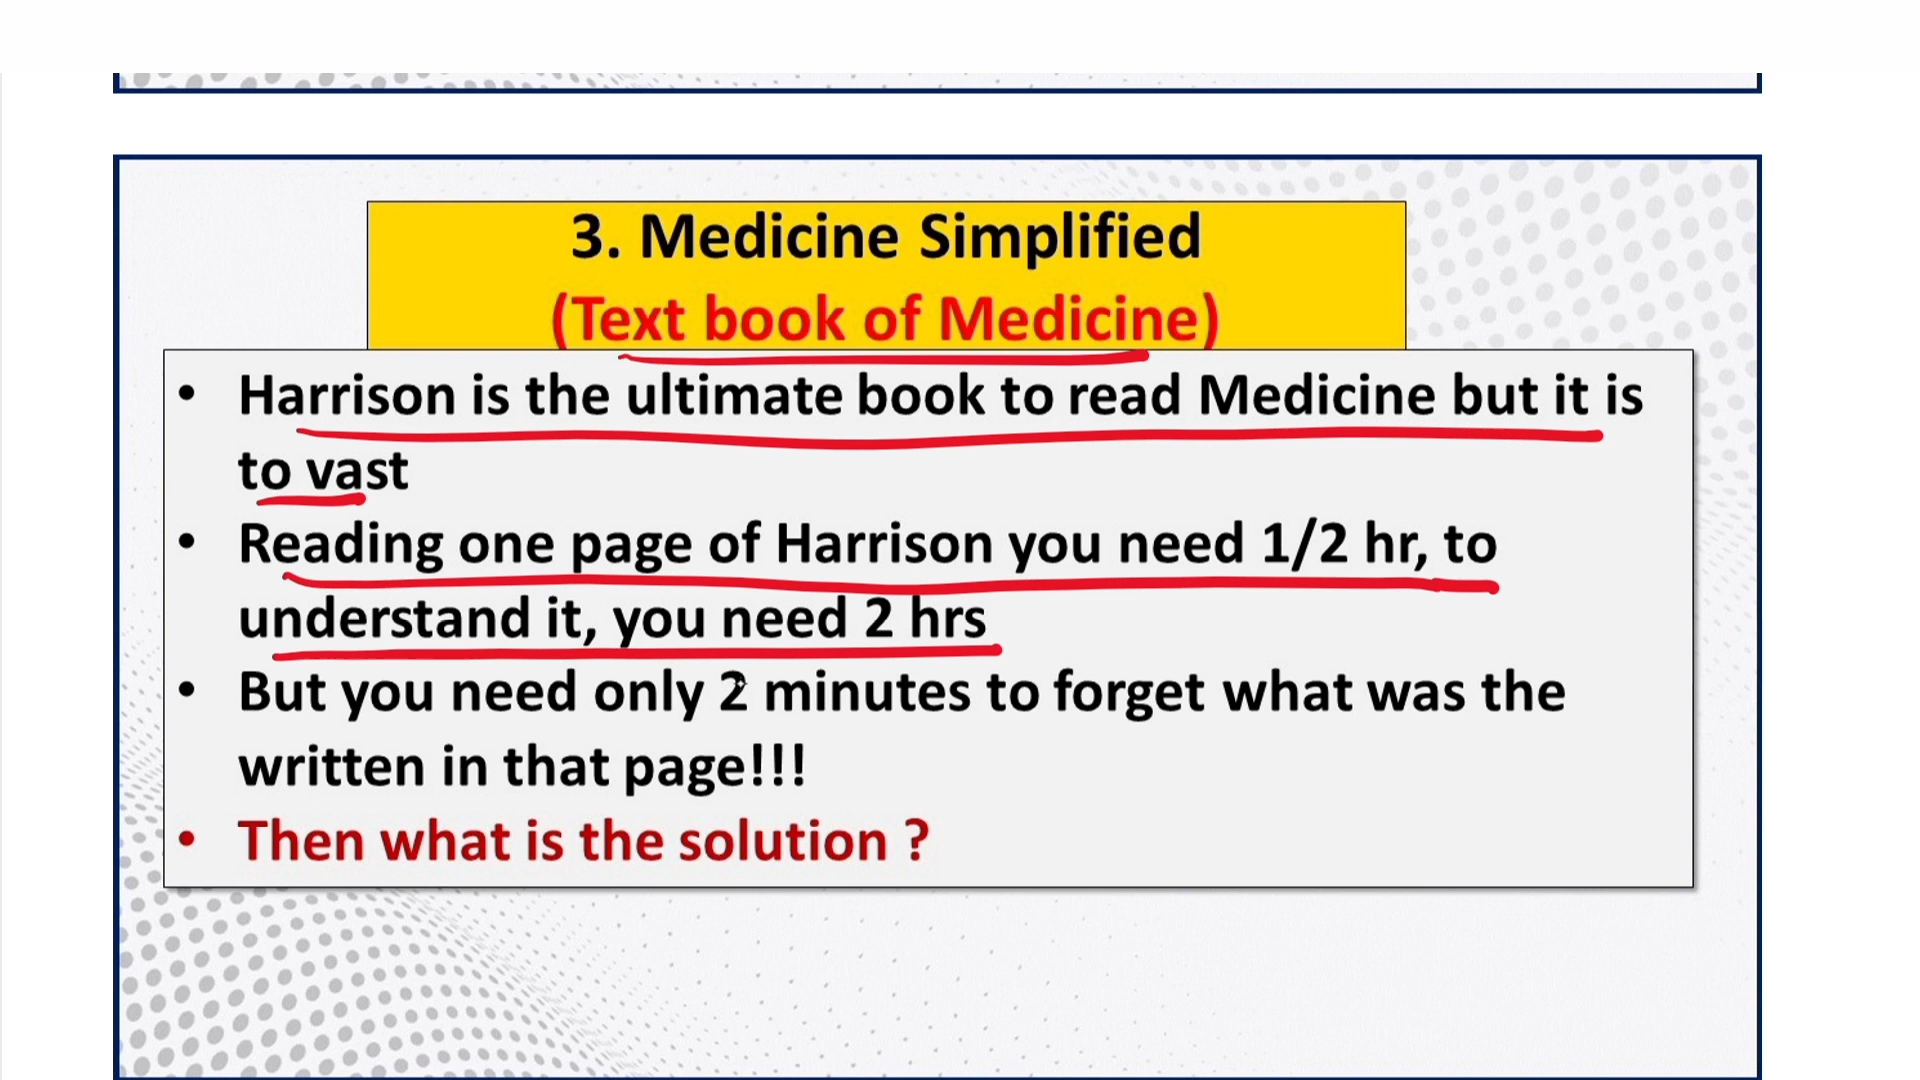 3. Medicine Simplified
(Text book of Medicine)
• Harrison is the ultimate book to read Medicine but it is
to vast
• Reading one page of Harrison you need 1/2 hr, to
understand it, you need 2 hrs
• But you need only 2 minutes to forget what was the
written in that page!!!
• Then what is the solution ?